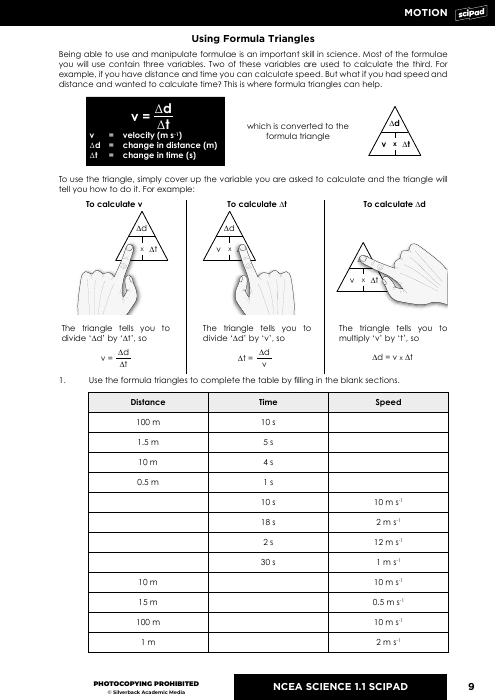 MOTION scipad
Using Formula Triangles
Being able to use and manipulate formulae is an important skill in science. Most of the formulae
you will use contain three variables. Two of these variables are used to calculate the third. For
example, if you have distance and time you can calculate speed. But what if you had speed and
distance and wanted to calculate time? This is where formula triangles can help.
v = Δd
Δt
v = velocity (m s⁻¹)
Δd = change in distance (m)
Δt = change in time (s)
which is converted to the
formula triangle
Δd
v x Δt
To use the triangle, simply cover up the variable you are asked to calculate and the triangle will
tell you how to do it. For example:
To calculate v To calculate Δt To calculate Δd
Δd Δd
x Δt v x v x Δt
The triangle tells you to The triangle tells you to The triangle tells you to
divide 'Δd' by 'Δt', so divide 'Δd' by 'v', so multiply 'v' by 't', so
v = Δd/Δt Δt = Δd/v Δd = v x Δt
1. Use the formula triangles to complete the table by filling in the blank sections.
Distance Time Speed
100 m 10 s
1.5 m 5 s
10 m 4 s
0.5 m 1 s
10 s 10 m s⁻¹
18 s 2 m s⁻¹
2 s 12 m s⁻¹
30 s 1 m s⁻¹
10 m 10 m s⁻¹
15 m 0.5 m s⁻¹
100 m 10 m s⁻¹
1 m 2 m s⁻¹
PHOTOCOPYING PROHIBITED
© Silverback Academic Media
NCEA SCIENCE 1.1 SCIPAD 9